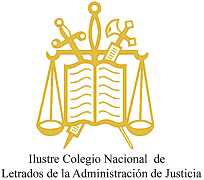 Ilustre Colegio Nacional de
Letrados de la Administración de Justicia